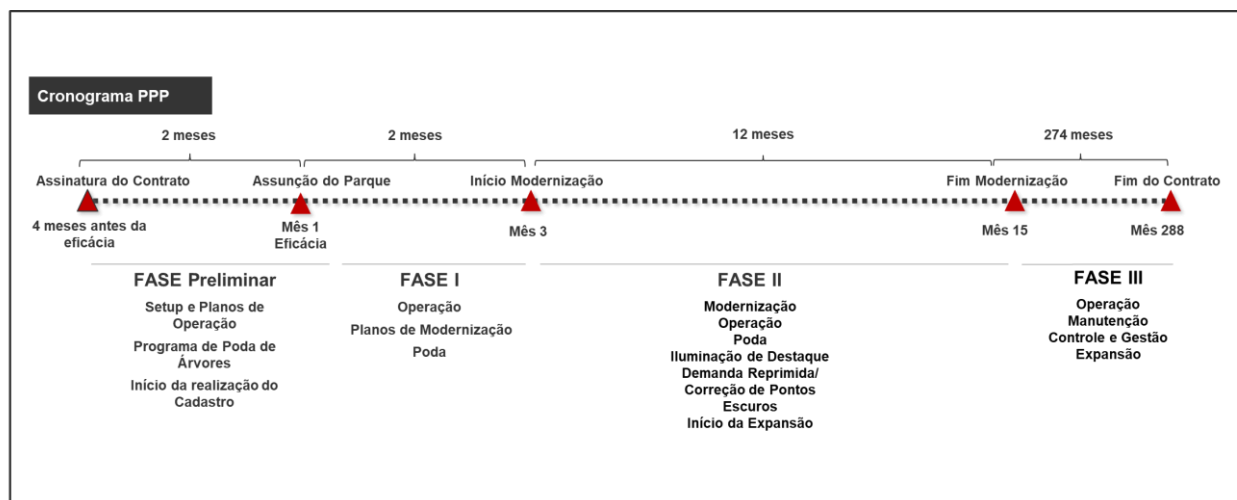 Cronograma PPP
2 meses
2 meses
12 meses
274 meses
Assinatura do Contrato
Assunção do Parque
Início Modernização
Fim Modernização
Fim do Contrato
4 meses antes da
eficácia
Mês 1
Eficácia
Mês 3
Mês 15
Mês 288
FASE Preliminar
Setup e Planos de
Operação
Programa de Poda de
Árvores
Início da realização do
Cadastro
FASE I
Operação
Planos de Modernização
Poda
FASE II
Modernização
Operação
Poda
Iluminação de Destaque
Demanda Reprimida/
Correção de Pontos
Escuros
Início da Expansão
FASE III
Operação
Manutenção
Controle e Gestão
Expansão